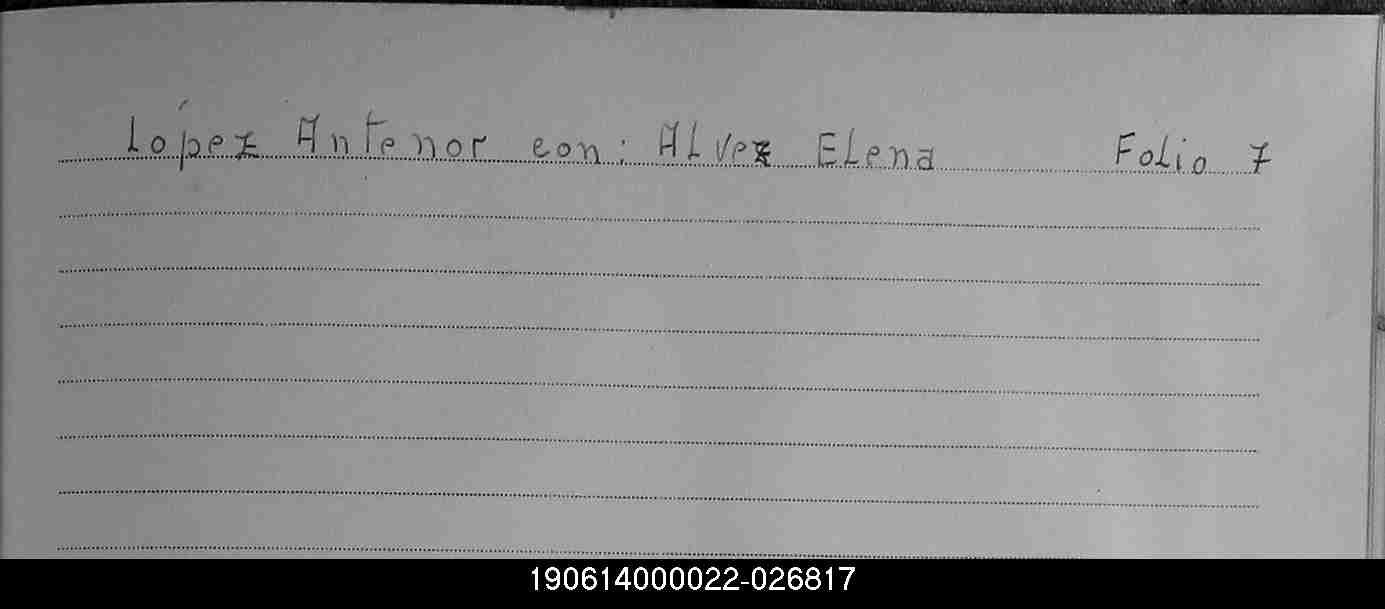 López Antenor con: ALvez ELena FoLio 7
190614000022-026817